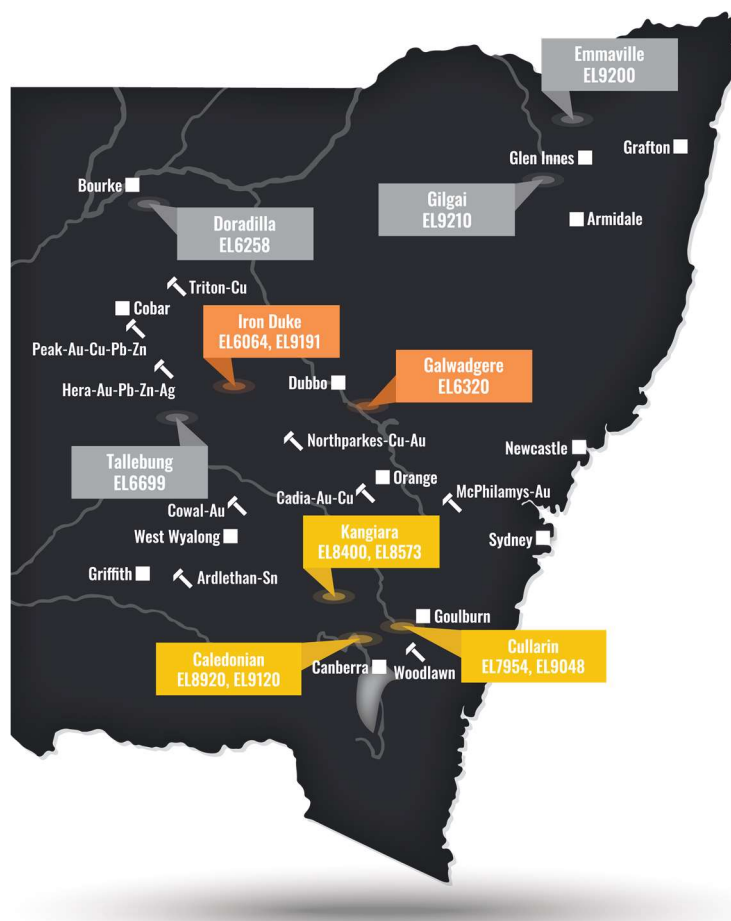 Emmaville
EL9200
Grafton
Glen Innes
Bourke
Gilgai
EL9210
Armidale
Doradilla
EL6258
Triton-Cu
Cobar
Iron Duke
EL6064, EL9191
Peak-Au-Cu-Pb-Zn
Hera-Au-Pb-Zn-Ag
Dubbo
Galwadgere
EL6320
Northparkes-Cu-Au
Newcastle
Tallebung
EL6699
Orange
Cadia-Au-Cu
McPhilamys-Au
Cowal-Au
Kangiara
EL8400, EL8573
West Wyalong
Sydney
Griffith
Ardlethan-Sn
Goulburn
Cullarin
EL7954, EL9048
Caledonian
EL8920, EL9120
Canberra
Woodlawn